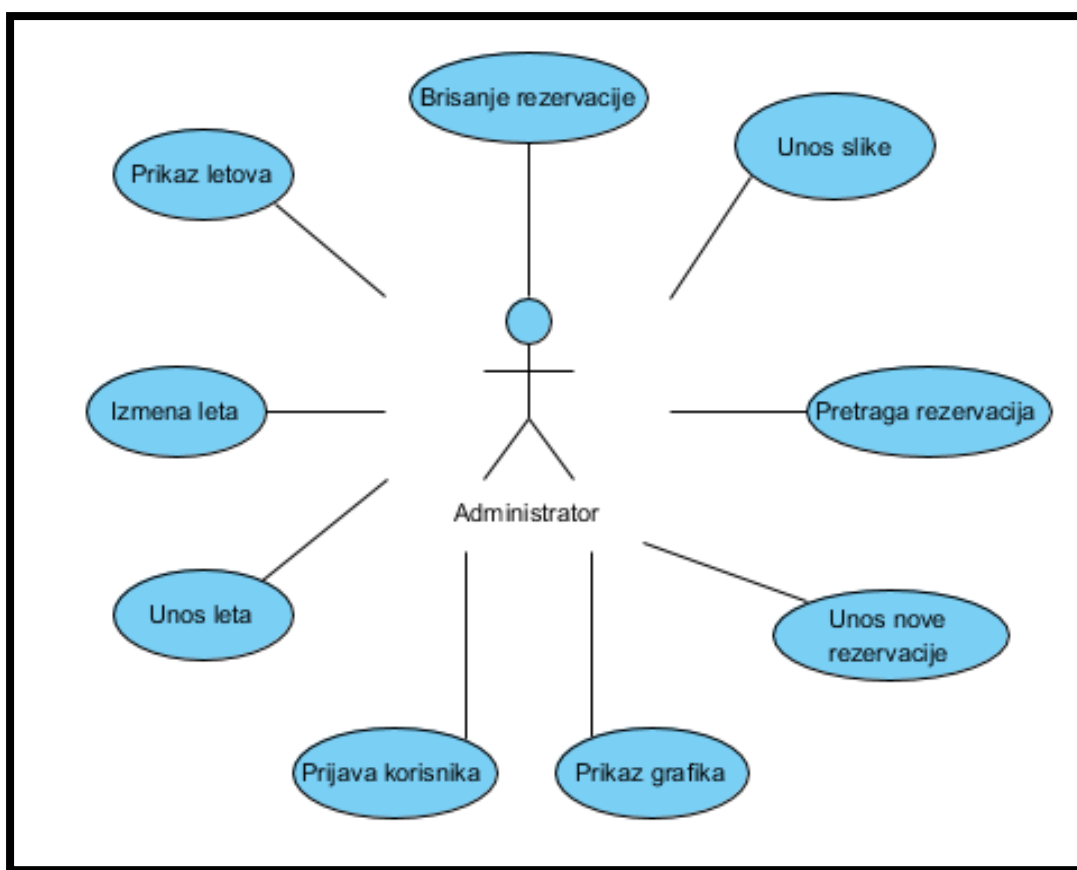 Brisanje rezervacije
Unos slike
Prikaz letova
Izmena leta
Pretraga rezervacija
Administrator
Unos leta
Unos nove
rezervacije
Prijava korisnika
Prikaz grafika